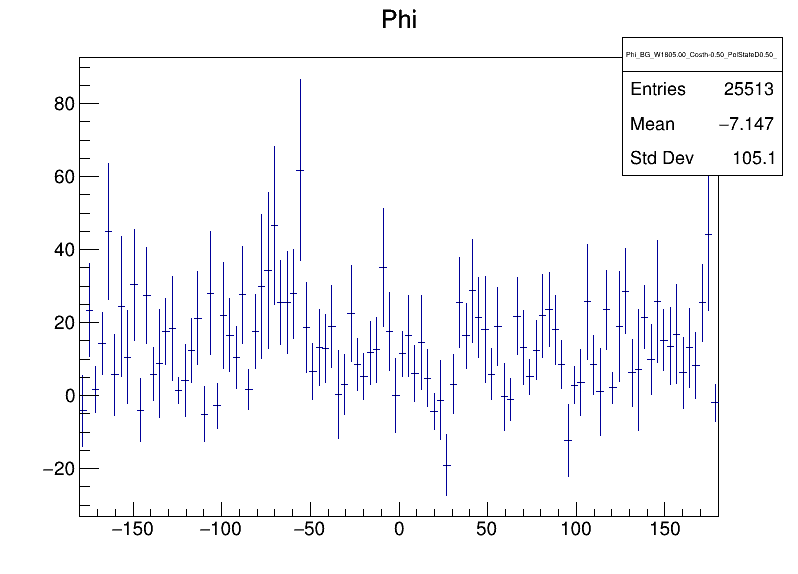 Phi
Phi_BG_W1805.00_Costh-0.50_PolStateD0.50_
Entries 25513
Mean −7.147
Std Dev 105.1
80
60
40
20
0
−20
−150 −100 −50 0 50 100 150